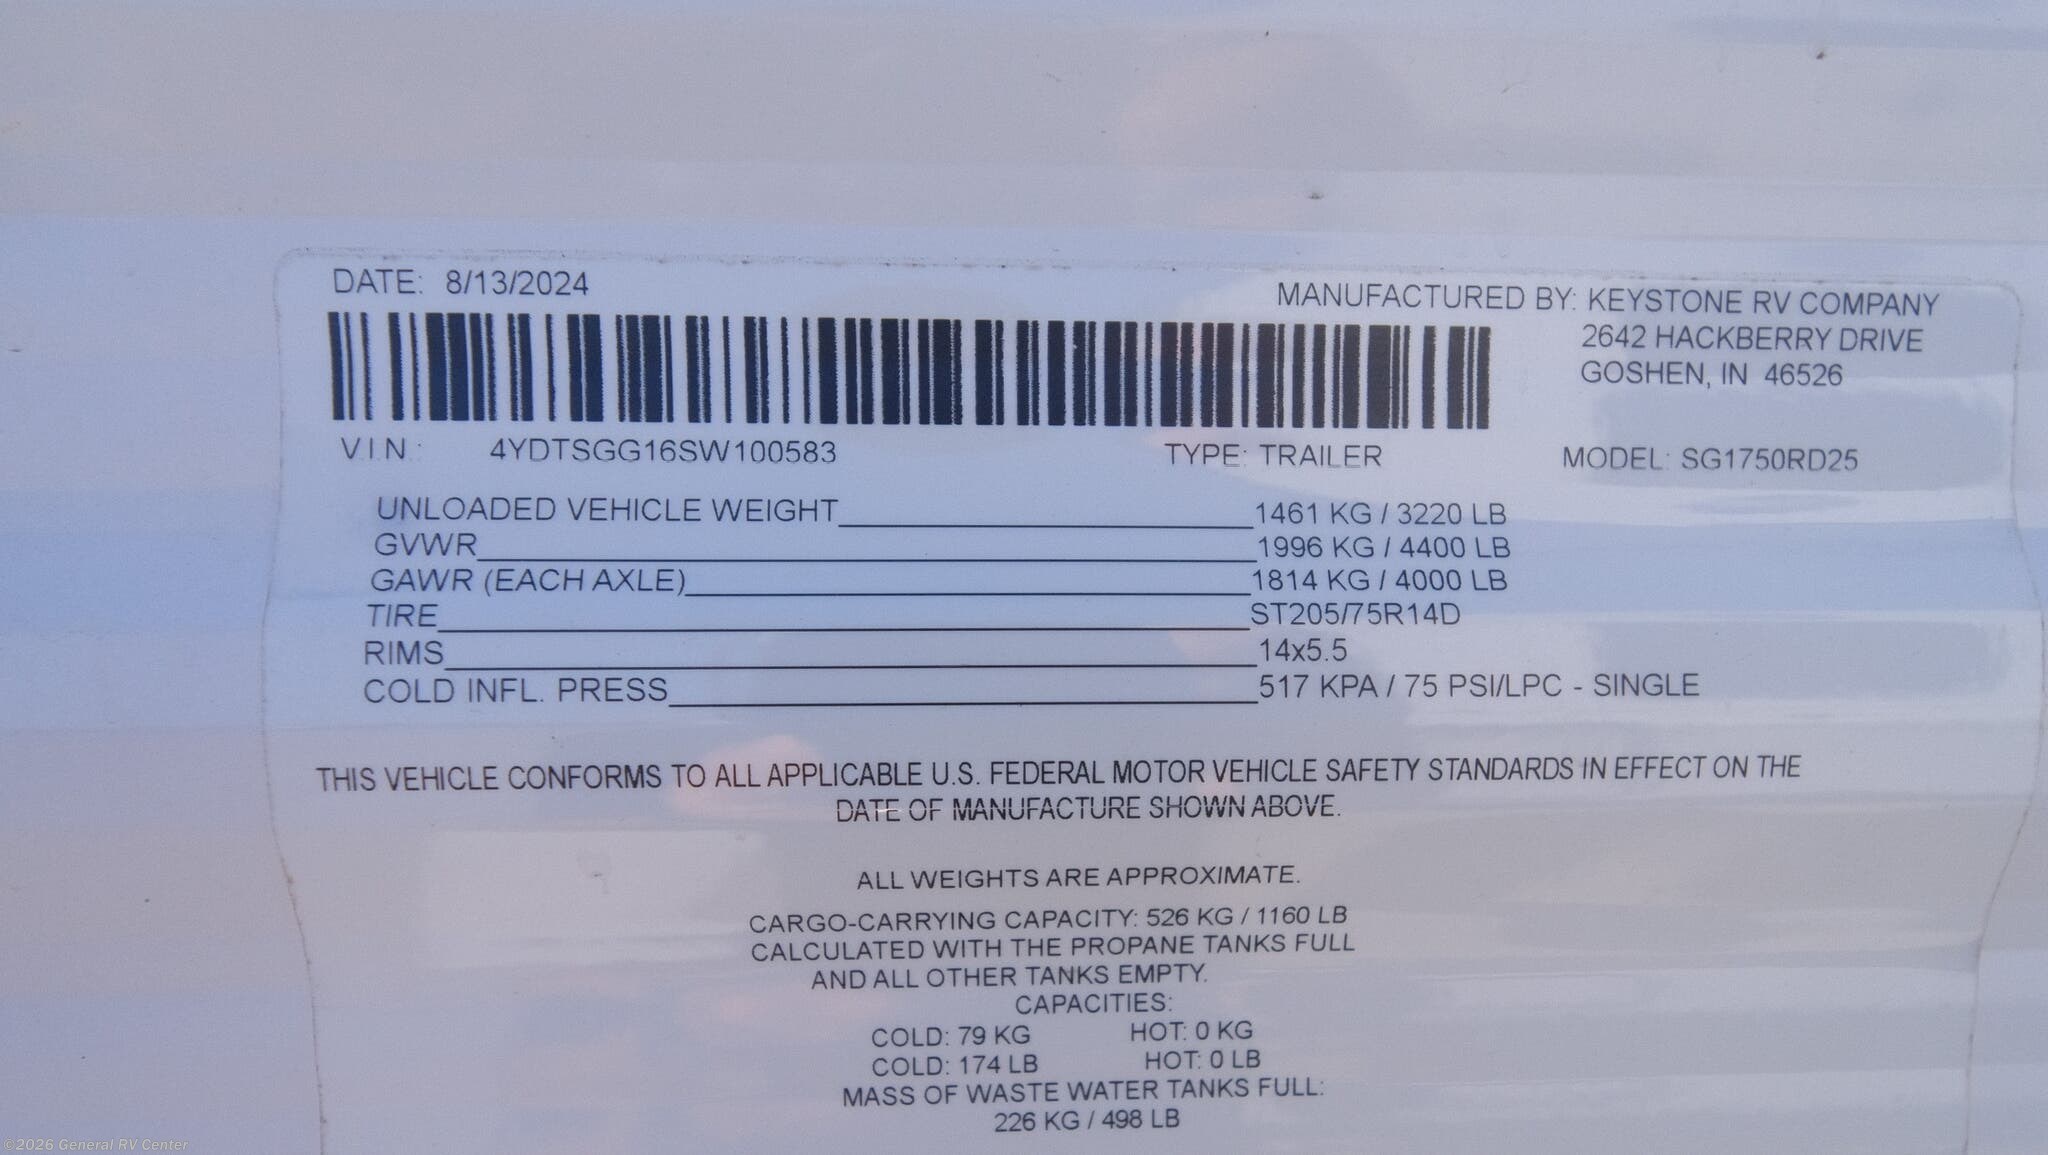 DATE: 8/13/2024
MANUFACTURED BY: KEYSTONE RV COMPANY
2642 HACKBERRY DRIVE
GOSHEN, IN 46526
V.I.N.: 4YDTSGG16SW100583 TYPE: TRAILER MODEL: SG1750RD25
UNLOADED VEHICLE WEIGHT 1461 KG / 3220 LB
GVWR 1996 KG / 4400 LB
GAWR (EACH AXLE) 1814 KG / 4000 LB
TIRE ST205/75R14D
RIMS 14x5.5
COLD INFL. PRESS 517 KPA / 75 PSI/LPC - SINGLE
THIS VEHICLE CONFORMS TO ALL APPLICABLE U.S. FEDERAL MOTOR VEHICLE SAFETY STANDARDS IN EFFECT ON THE
DATE OF MANUFACTURE SHOWN ABOVE.
ALL WEIGHTS ARE APPROXIMATE.
CARGO-CARRYING CAPACITY: 526 KG / 1160 LB
CALCULATED WITH THE PROPANE TANKS FULL
AND ALL OTHER TANKS EMPTY.
CAPACITIES:
COLD: 79 KG HOT: 0 KG
COLD: 174 LB HOT: 0 LB
MASS OF WASTE WATER TANKS FULL:
226 KG / 498 LB
©2026 General RV Center